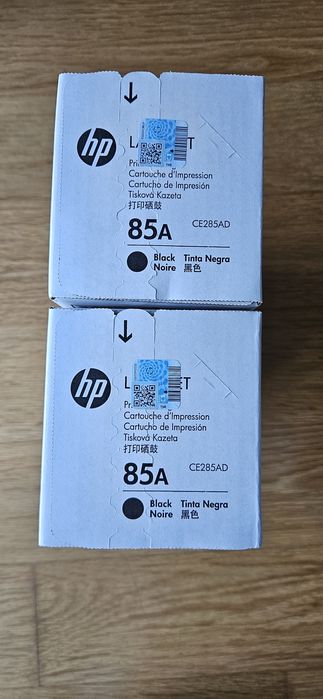 hp
Cartouche d'Impression
Cartucho de Impresión
Tisková Kazeta
打印硒鼓
85A CE285AD
Black Tinta Negra
Noire 黑色
hp
Cartouche d'Impression
Cartucho de Impresión
Tisková Kazeta
打印硒鼓
85A CE285AD
Black Tinta Negra
Noire 黑色